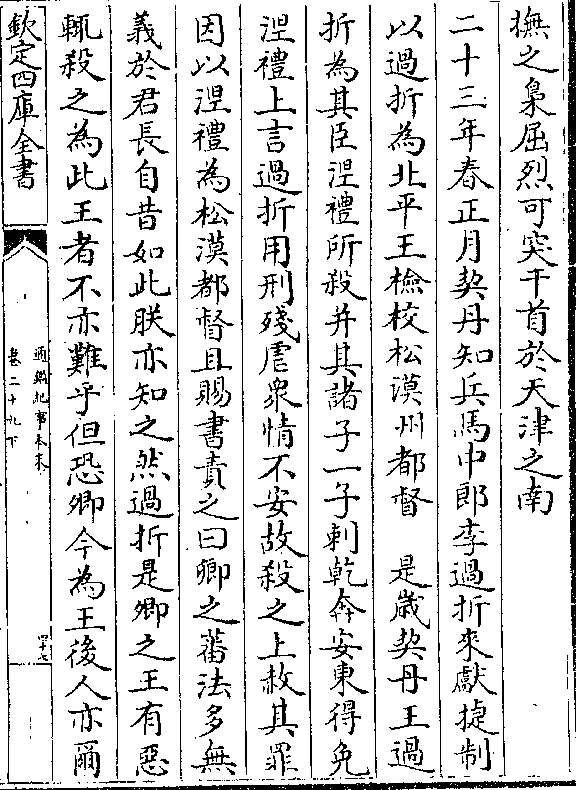 撫之梟屈烈可突干首於天津之南
二十三年春正月契丹知兵馬中郎李過折來獻捷制
以過折為北平王檢校松漠州都督　是歲契丹王過
折為其臣涅禮所殺并其諸子一子剌乾奔安東得免
涅禮上言過折用刑殘虐衆情不安故殺之上赦其罪
因以涅禮為松漠都督且賜書責之曰卿之蕃法多無
義於君長自昔如此朕亦知之然過折是卿之王有惡
輒殺之為此王者不亦難乎但恐卿今為王後人亦爾
欽定四庫全書
通鑑紀事本末
卷二十九下
四十七